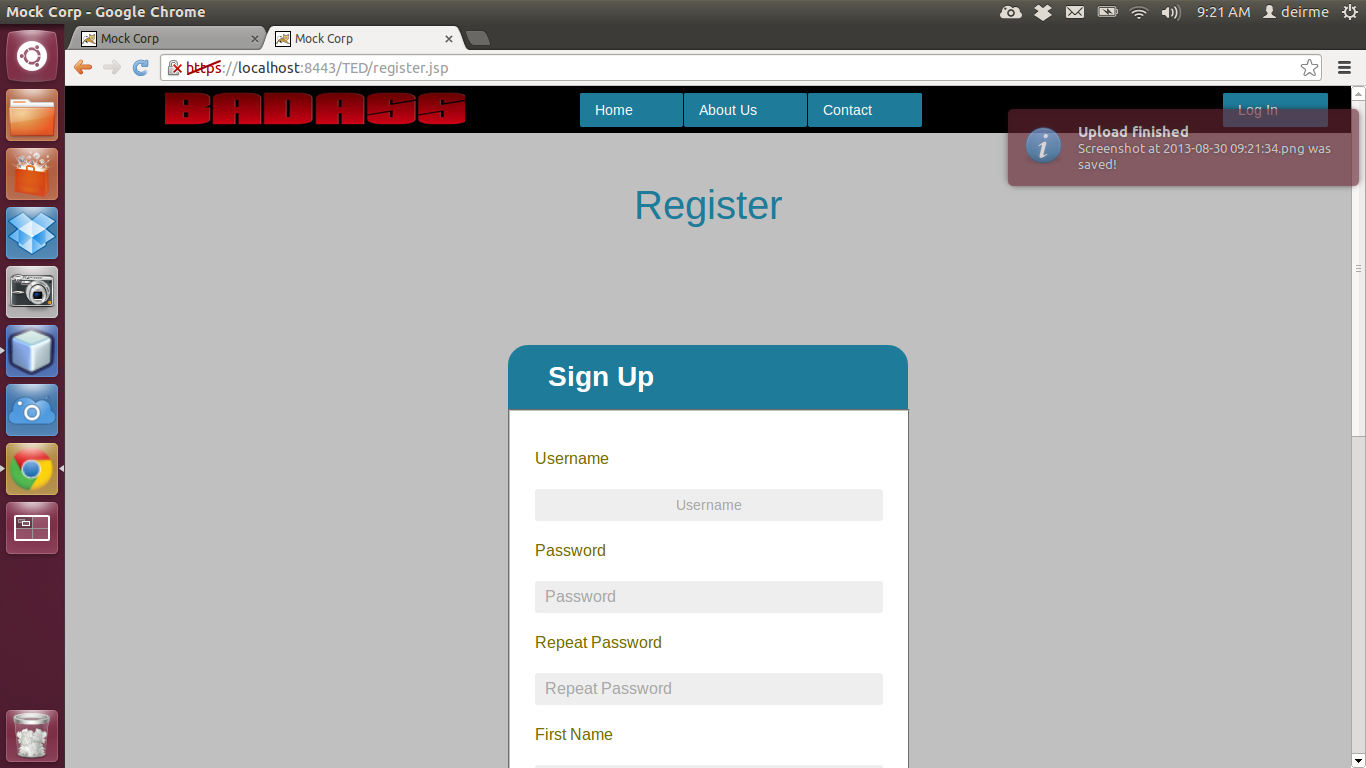 Mock Corp - Google Chrome
9:21 AM deirme
Mock Corp
Mock Corp
https://localhost:8443/TED/register.jsp
BADASS
Home
About Us
Contact
Log In
Upload finished
Screenshot at 2013-08-30 09:21:34.png was
saved!
Register
Sign Up
Username
Username
Password
Password
Repeat Password
Repeat Password
First Name